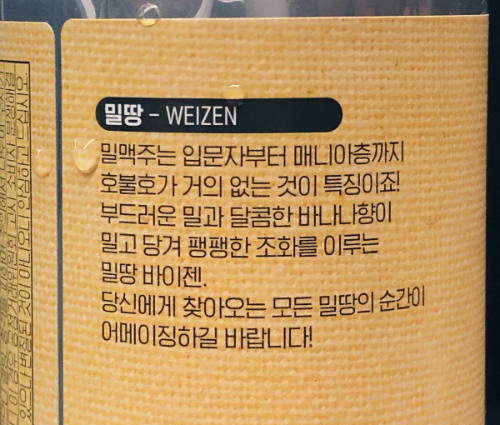 밀땅 – WEIZEN
밀맥주는 입문자부터 매니아층까지
호불호가 거의 없는 것이 특징이죠!
부드러운 밀과 달콤한 바나나향이
밀고 당겨 팽팽한 조화를 이루는
밀땅 바이젠.
당신에게 찾아오는 모든 밀땅의 순간이
어메이징하길 바랍니다!